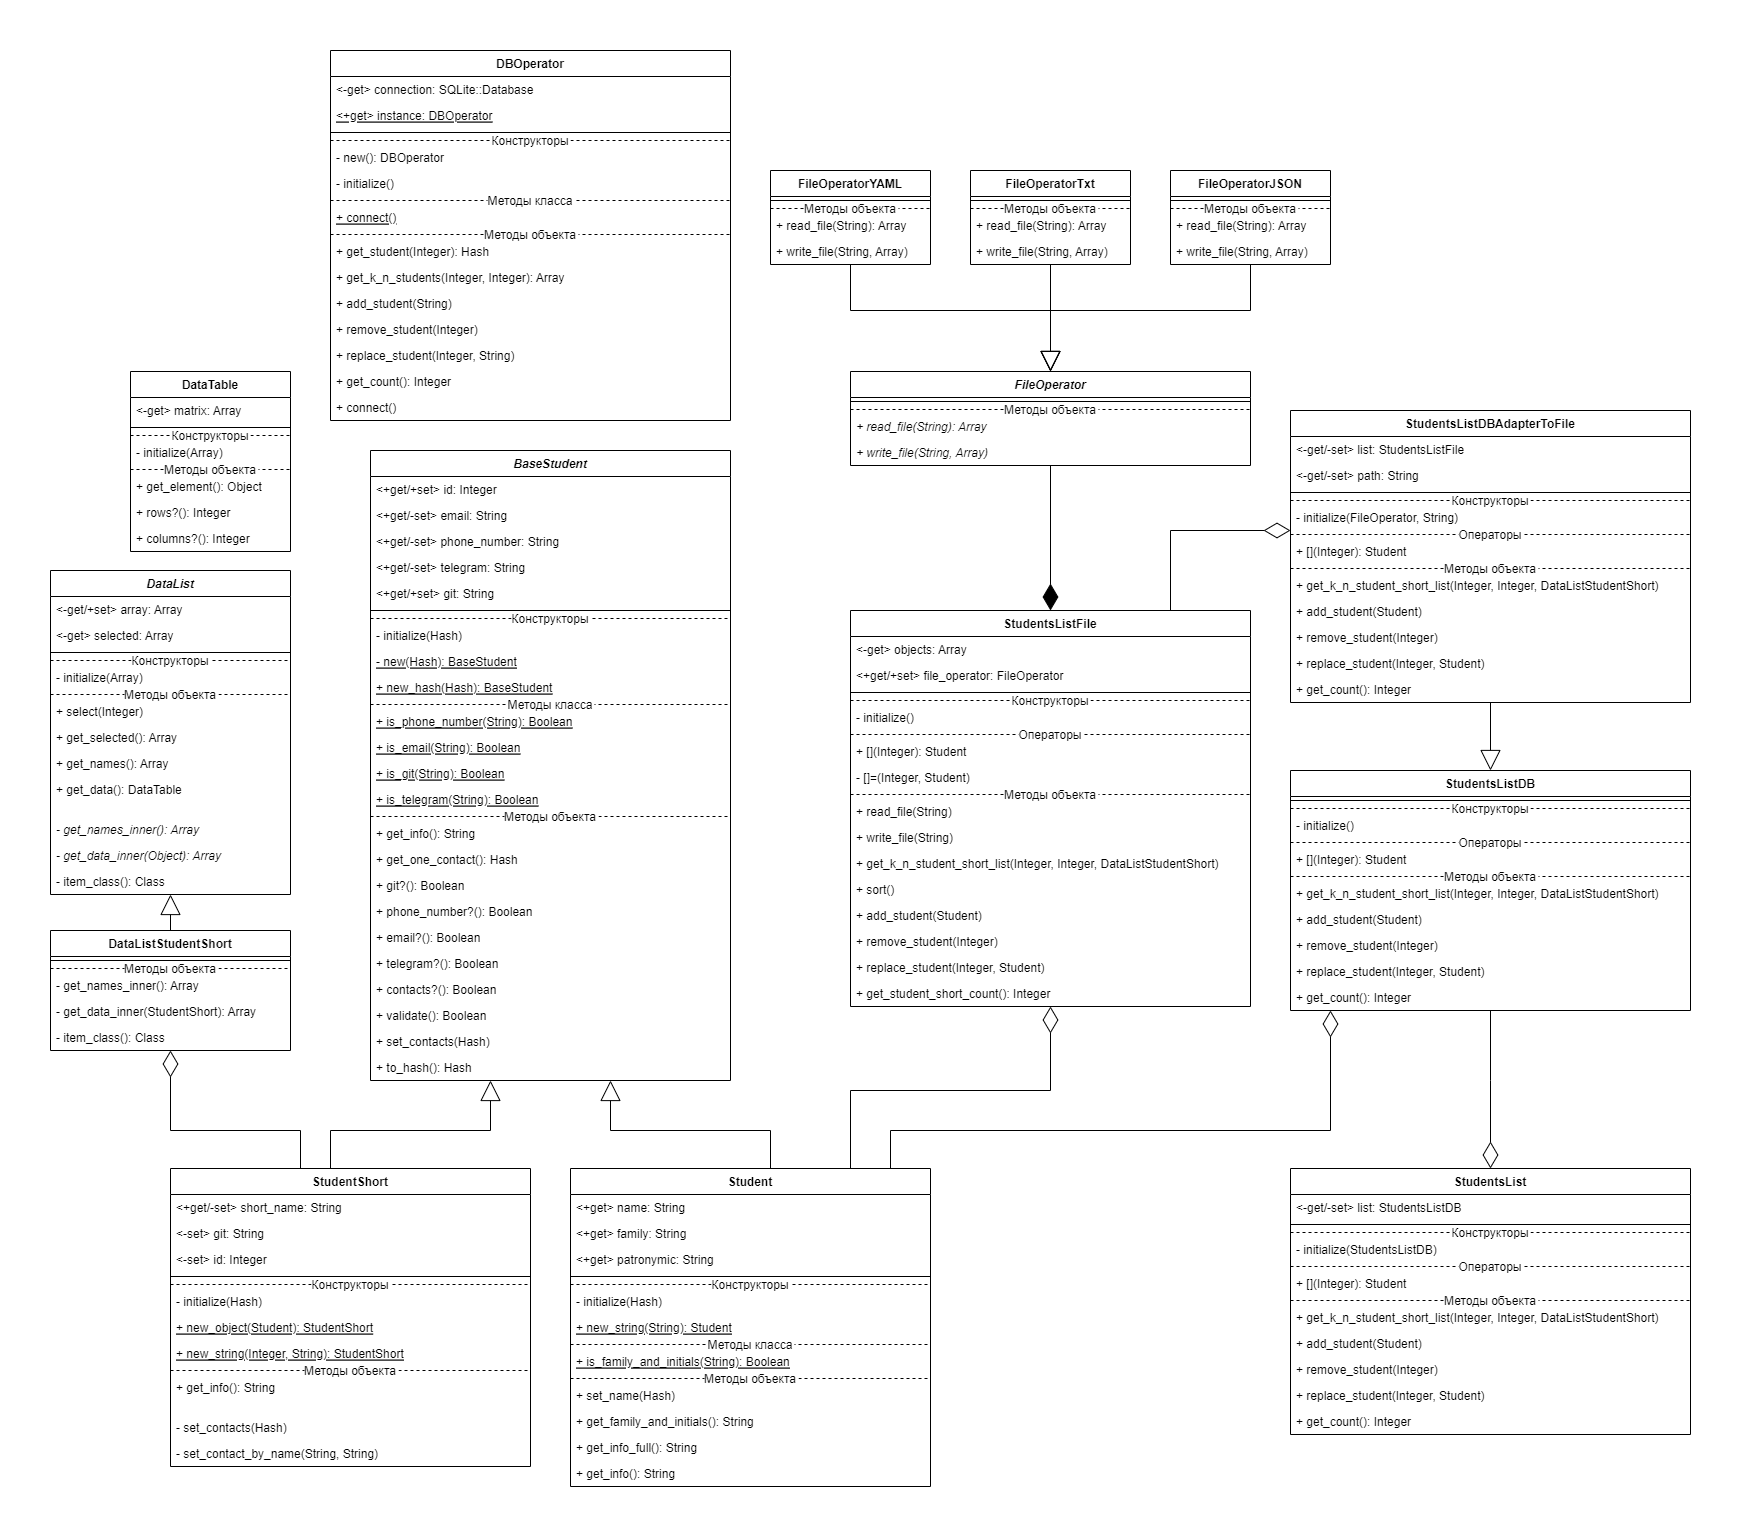 DBOperator
<-get> connection: SQLite::Database
<+get> instance: DBOperator
Конструкторы
- new(): DBOperator
- initialize()
Методы класса
+ connect()
Методы объекта
+ get_student(Integer): Hash
+ get_k_n_students(Integer, Integer): Array
+ add_student(String)
+ remove_student(Integer)
+ replace_student(Integer, String)
+ get_count(): Integer
+ connect()
FileOperatorYAML
Методы объекта
+ read_file(String): Array
+ write_file(String, Array)
FileOperatorTxt
Методы объекта
+ read_file(String): Array
+ write_file(String, Array)
FileOperatorJSON
Методы объекта
+ read_file(String): Array
+ write_file(String, Array)
DataTable
<-get> matrix: Array
Конструкторы
- initialize(Array)
Методы объекта
+ get_element(): Object
+ rows?(): Integer
+ columns?(): Integer
FileOperator
Методы объекта
+ read_file(String): Array
+ write_file(String, Array)
StudentsListDBAdapterToFile
<-get/-set> list: StudentsListFile
<-get/-set> path: String
Конструкторы
- initialize(FileOperator, String)
Операторы
+ [](Integer): Student
Методы объекта
+ get_k_n_student_short_list(Integer, Integer, DataListStudentShort)
+ add_student(Student)
+ remove_student(Integer)
+ replace_student(Integer, Student)
+ get_count(): Integer
BaseStudent
<+get/+set> id: Integer
<+get/-set> email: String
<+get/-set> phone_number: String
<+get/-set> telegram: String
<+get/+set> git: String
Конструкторы
- initialize(Hash)
- new(Hash): BaseStudent
+ new_hash(Hash): BaseStudent
Методы класса
+ is_phone_number(String): Boolean
+ is_email(String): Boolean
+ is_git(String): Boolean
+ is_telegram(String): Boolean
Методы объекта
+ get_info(): String
+ get_one_contact(): Hash
+ git?(): Boolean
+ phone_number?(): Boolean
+ email?(): Boolean
+ telegram?(): Boolean
+ contacts?(): Boolean
+ validate(): Boolean
+ set_contacts(Hash)
+ to_hash(): Hash
DataList
<-get/+set> array: Array
<-get> selected: Array
Конструкторы
- initialize(Array)
Методы объекта
+ select(Integer)
+ get_selected(): Array
+ get_names(): Array
+ get_data(): DataTable
- get_names_inner(): Array
- get_data_inner(Object): Array
- item_class(): Class
StudentsListFile
<-get> objects: Array
<+get/+set> file_operator: FileOperator
Конструкторы
- initialize()
Операторы
+ [](Integer): Student
- []=(Integer, Student)
Методы объекта
+ read_file(String)
+ write_file(String)
+ get_k_n_student_short_list(Integer, Integer, DataListStudentShort)
+ sort()
+ add_student(Student)
+ remove_student(Integer)
+ replace_student(Integer, Student)
+ get_student_short_count(): Integer
StudentsListDB
Конструкторы
- initialize()
Операторы
+ [](Integer): Student
Методы объекта
+ get_k_n_student_short_list(Integer, Integer, DataListStudentShort)
+ add_student(Student)
+ remove_student(Integer)
+ replace_student(Integer, Student)
+ get_count(): Integer
DataListStudentShort
Методы объекта
- get_names_inner(): Array
- get_data_inner(StudentShort): Array
- item_class(): Class
StudentShort
<+get/-set> short_name: String
<-set> git: String
<-set> id: Integer
Конструкторы
- initialize(Hash)
+ new_object(Student): StudentShort
+ new_string(Integer, String): StudentShort
Методы объекта
+ get_info(): String
- set_contacts(Hash)
- set_contact_by_name(String, String)
Student
<+get> name: String
<+get> family: String
<+get> patronymic: String
Конструкторы
- initialize(Hash)
+ new_string(String): Student
Методы класса
+ is_family_and_initials(String): Boolean
Методы объекта
+ set_name(Hash)
+ get_family_and_initials(): String
+ get_info_full(): String
+ get_info(): String
StudentsList
<-get/-set> list: StudentsListDB
Конструкторы
- initialize(StudentsListDB)
Операторы
+ [](Integer): Student
Методы объекта
+ get_k_n_student_short_list(Integer, Integer, DataListStudentShort)
+ add_student(Student)
+ remove_student(Integer)
+ replace_student(Integer, Student)
+ get_count(): Integer